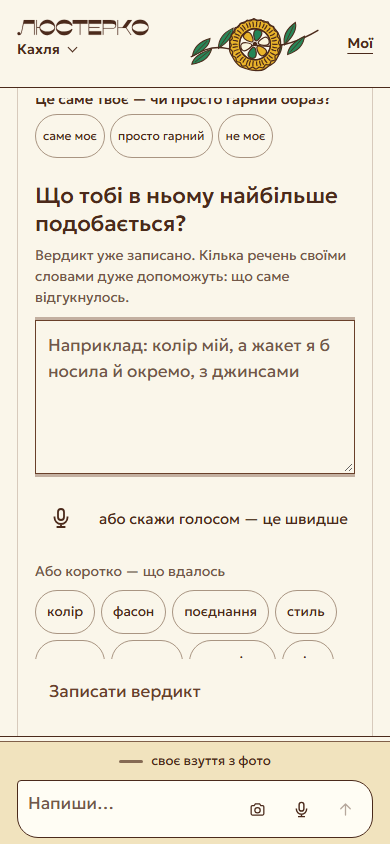 ЛЮСТЕРКО
Кахля
Мої
Це саме твоє — чи просто гарний образ?
саме моє
просто гарний
не моє
Що тобі в ньому найбільше
подобається?
Вердикт уже записано. Кілька речень своїми
словами дуже допоможуть: що саме
відгукнулось.
Наприклад: колір мій, а жакет я б
носила й окремо, з джинсами
або скажи голосом — це швидше
Або коротко — що вдалось
колір
фасон
поєднання
стиль
Записати вердикт
своє взуття з фото
Напиши...